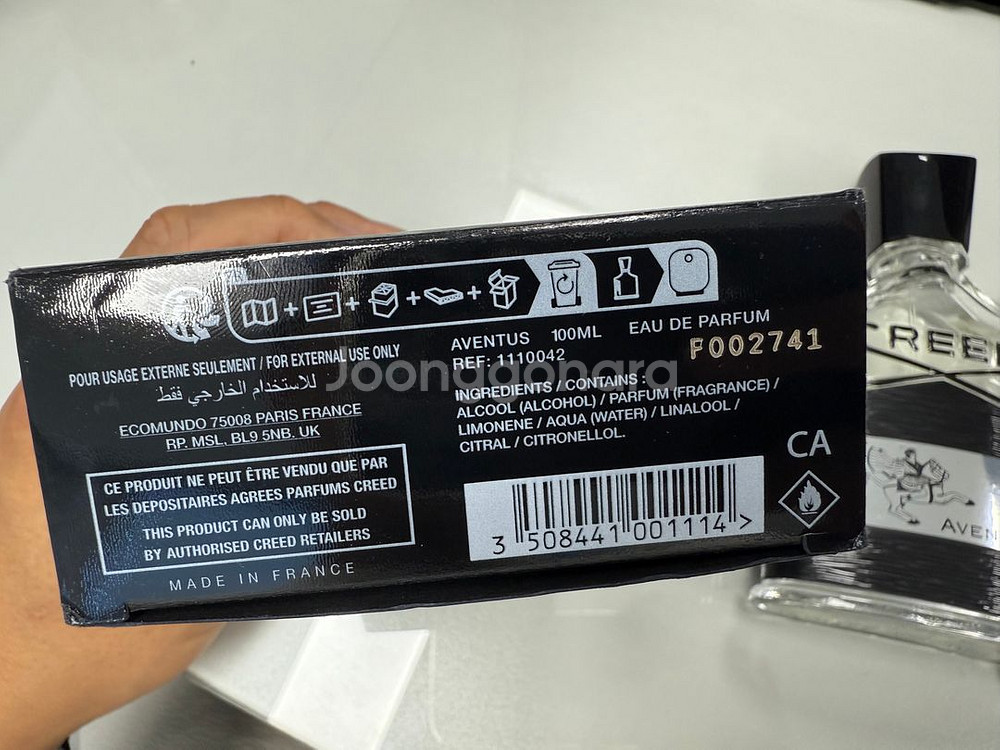 POUR USAGE EXTERNE SEULEMENT / FOR EXTERNAL USE ONLY
للاستخدام الخارجي فقط
ECOMUNDO 75008 PARIS FRANCE
RP. MSL, BL9 5NB. UK
CE PRODUIT NE PEUT ÊTRE VENDU QUE PAR
LES DEPOSITAIRES AGREES PARFUMS CREED
THIS PRODUCT CAN ONLY BE SOLD
BY AUTHORISED CREED RETAILERS
MADE IN FRANCE
AVENTUS 100ML EAU DE PARFUM
REF: 1110042
F002741
INGREDIENTS / CONTAINS :
ALCOOL (ALCOHOL) / PARFUM (FRAGRANCE) /
LIMONENE / AQUA (WATER) / LINALOOL /
CITRAL / CITRONELLOL.
CA
3 508441 001114 >
Joonggonara
CREED
AVEN